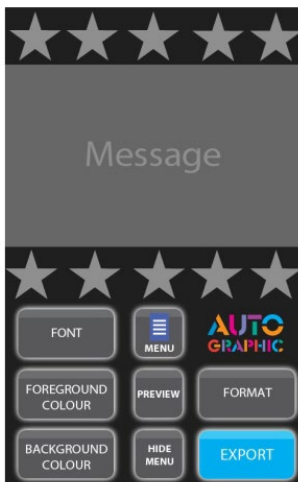 Message
FONT
MENU
AUTO
GRAPHIC
FOREGROUND
COLOUR
PREVIEW
FORMAT
BACKGROUND
COLOUR
HIDE
MENU
EXPORT